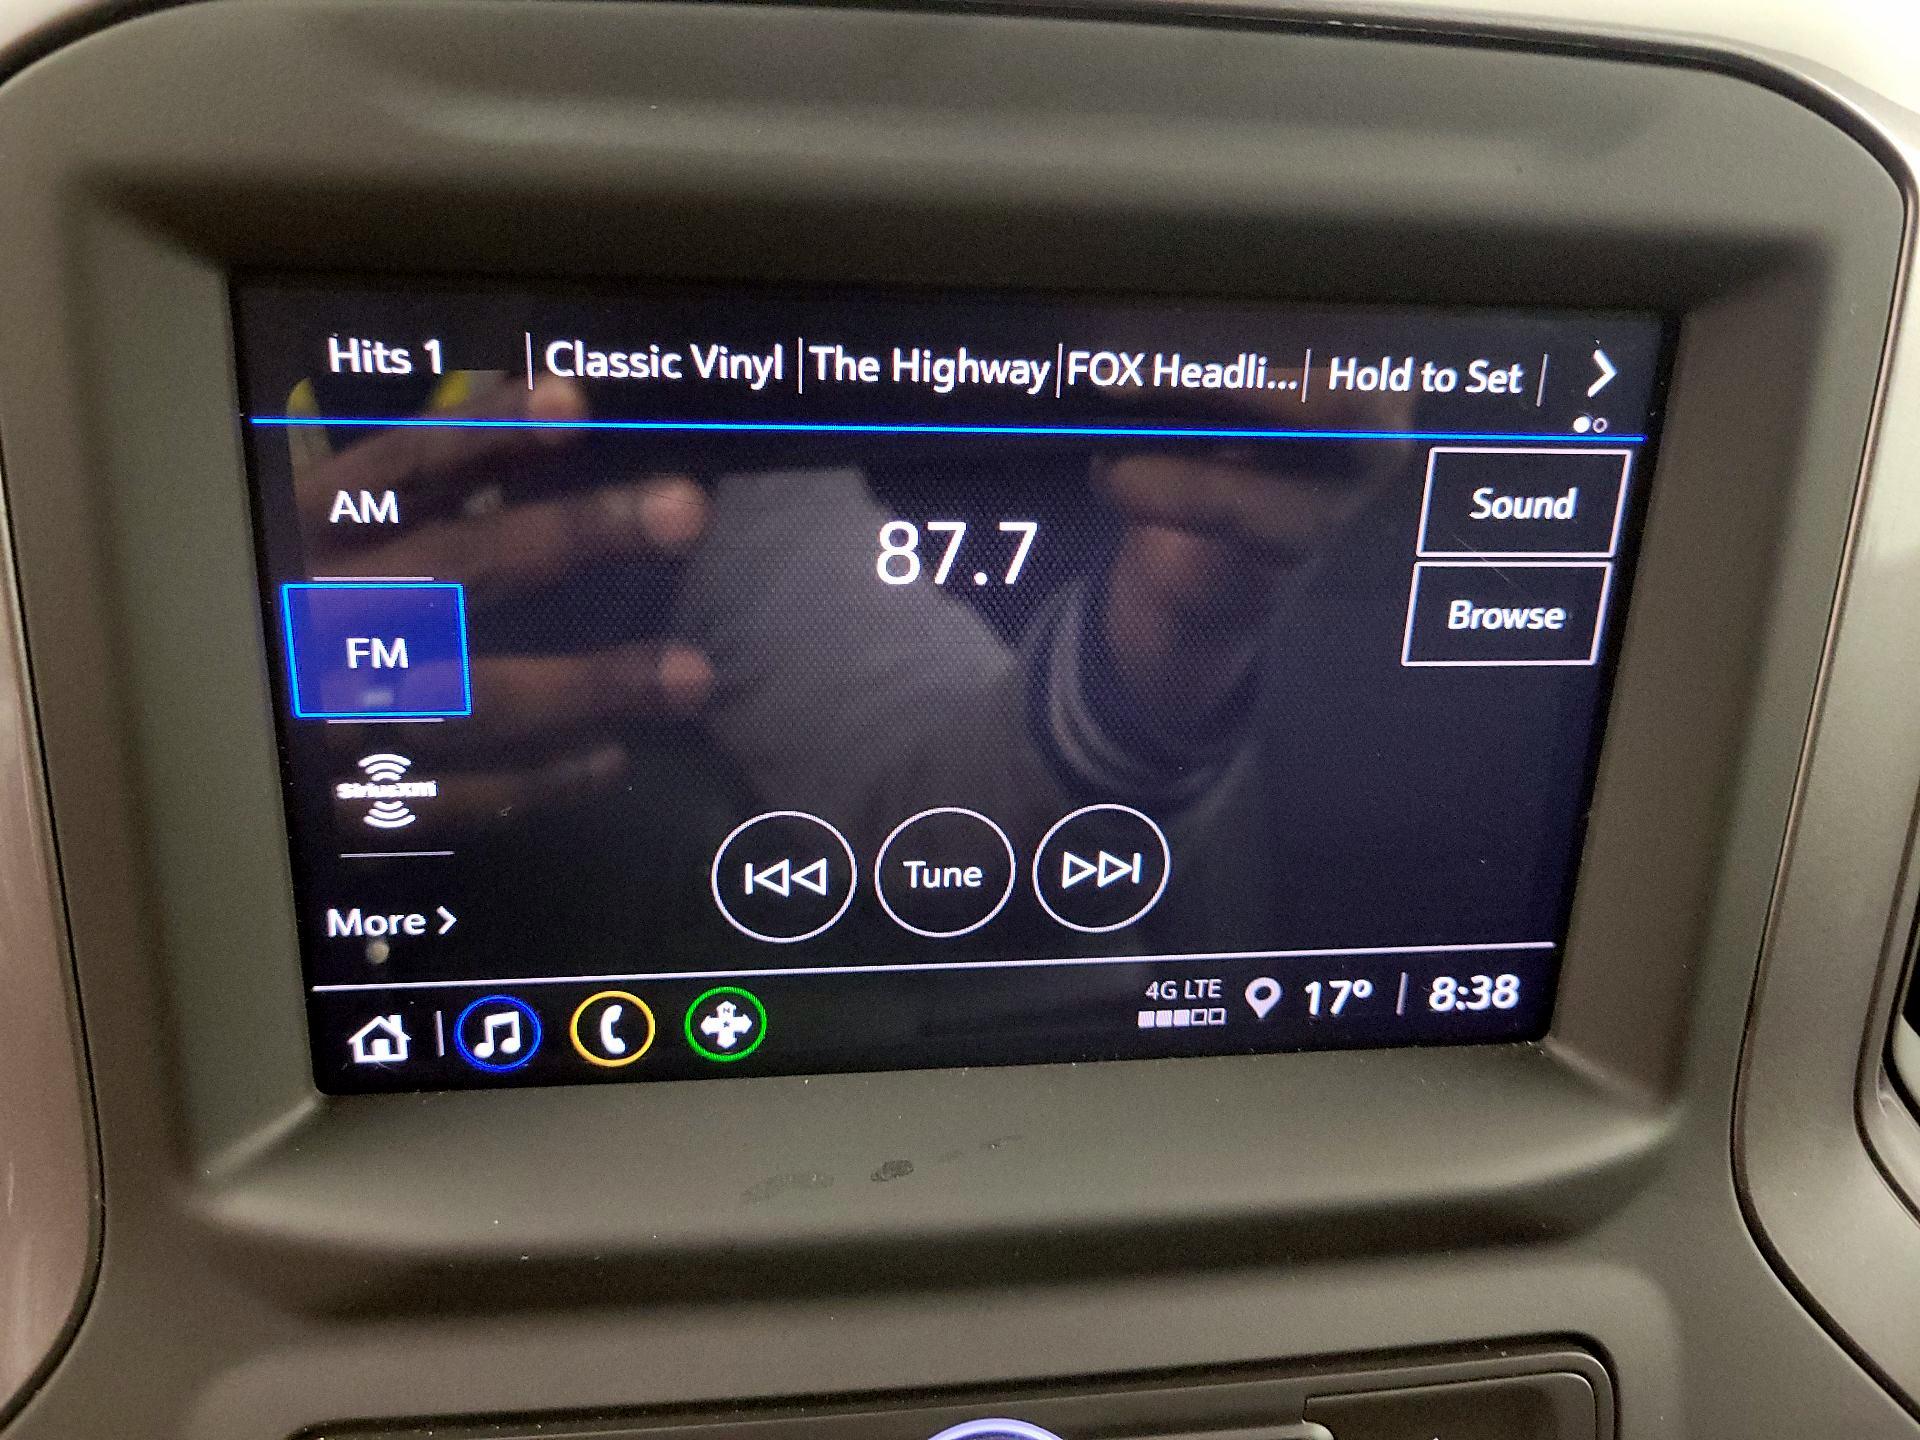 Hits 1 | Classic Vinyl | The Highway | FOX Headli... | Hold to Set |
AM
87.7
Sound
Browse
FM
siriusxm
Tune
More >
4G LTE
17° | 8:38
N